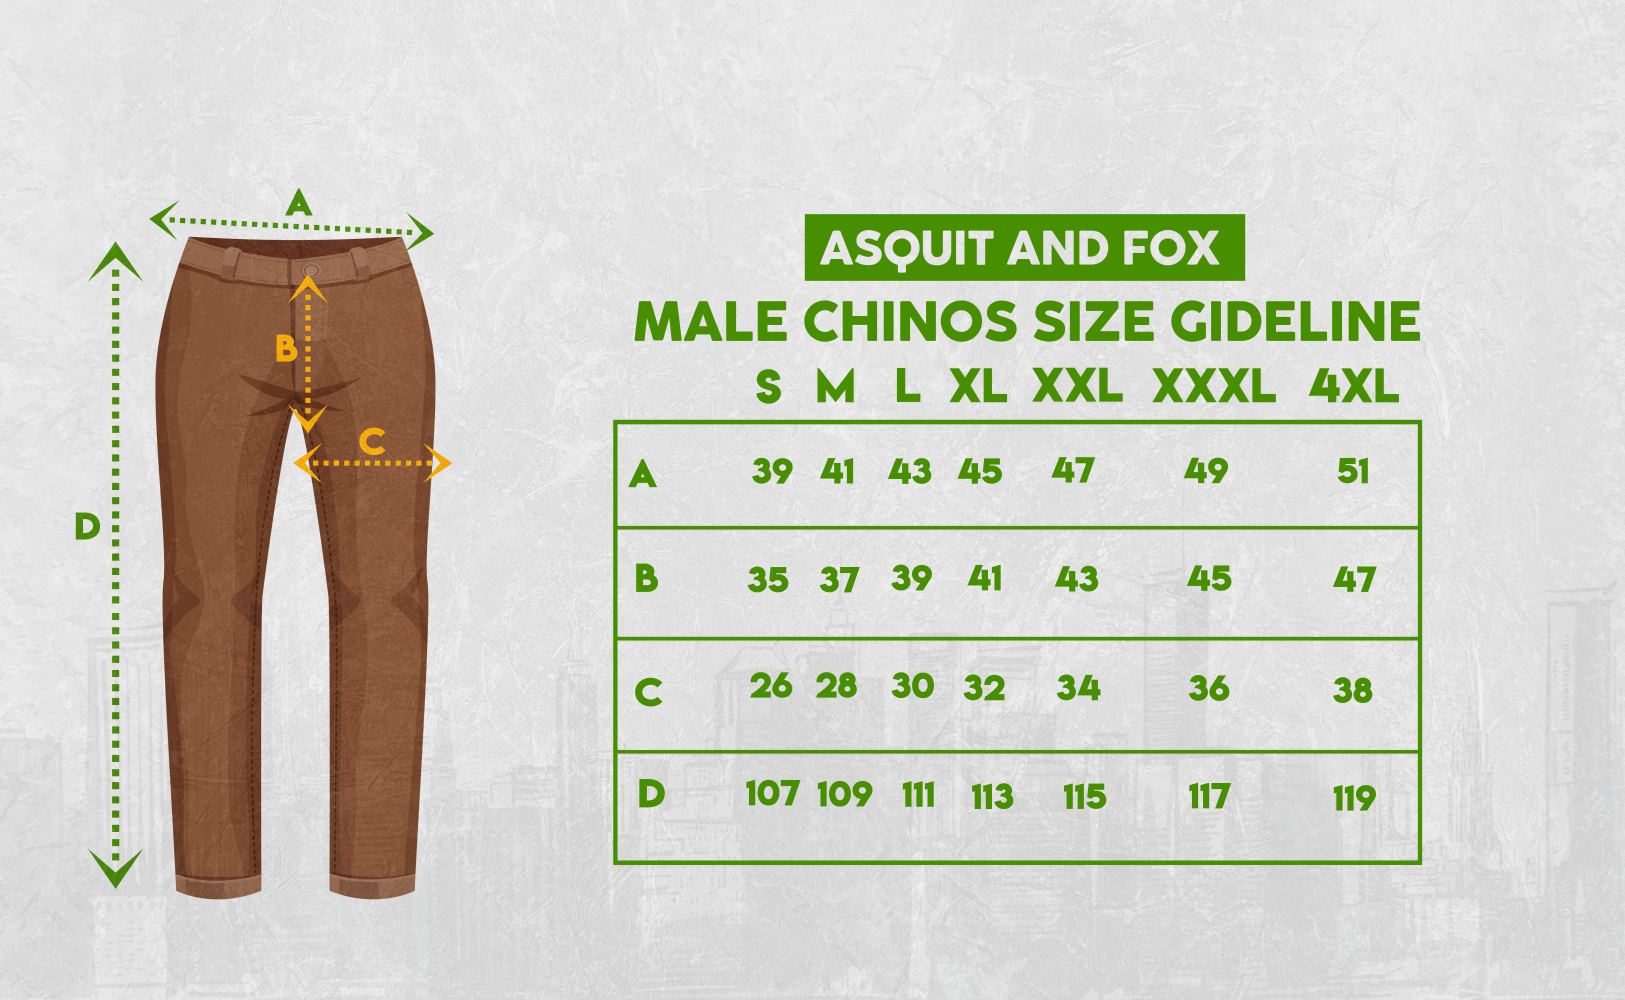 ASQUIT AND FOX
MALE CHINOS SIZE GIDELINE
S M L XL XXL XXXL 4XL
A 39 41 43 45 47 49 51
B 35 37 39 41 43 45 47
C 26 28 30 32 34 36 38
D 107 109 111 113 115 117 119
A
B
C
D